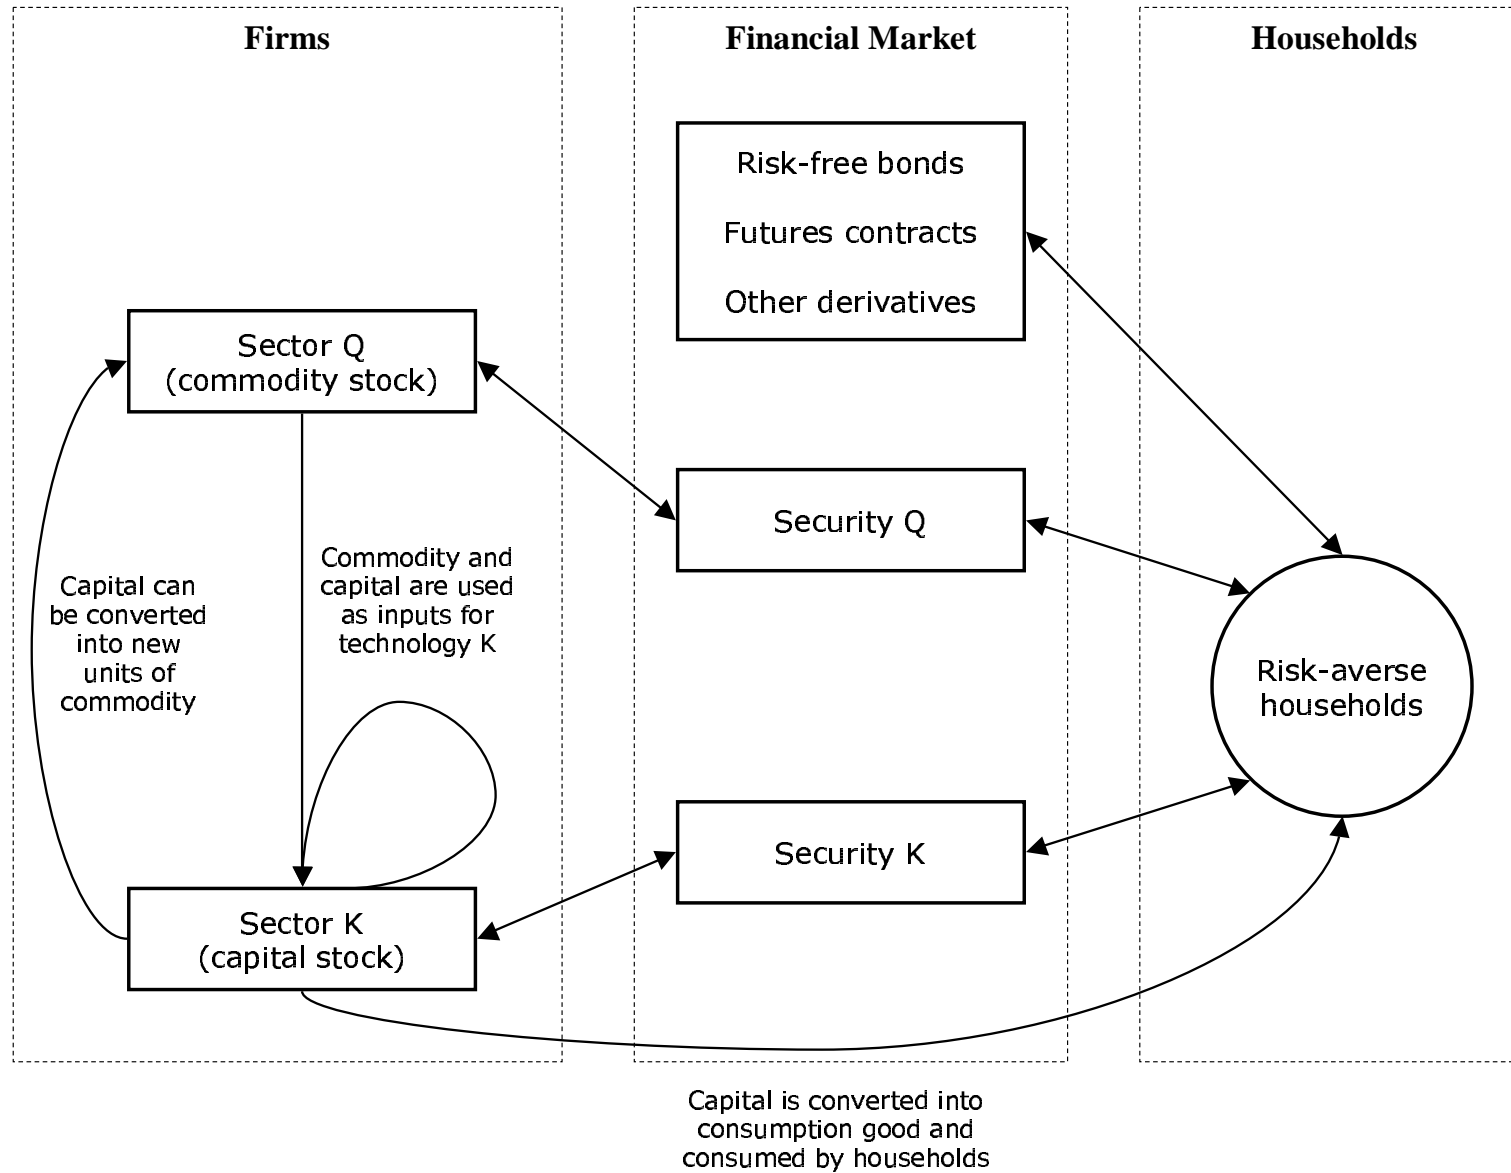 Firms
Financial Market
Households
Risk-free bonds
Futures contracts
Other derivatives
Sector Q
(commodity stock)
Security Q
Capital can
be converted
into new
units of
commodity
Commodity and
capital are used
as inputs for
technology K
Risk-averse
households
Security K
Sector K
(capital stock)
Capital is converted into
consumption good and
consumed by households